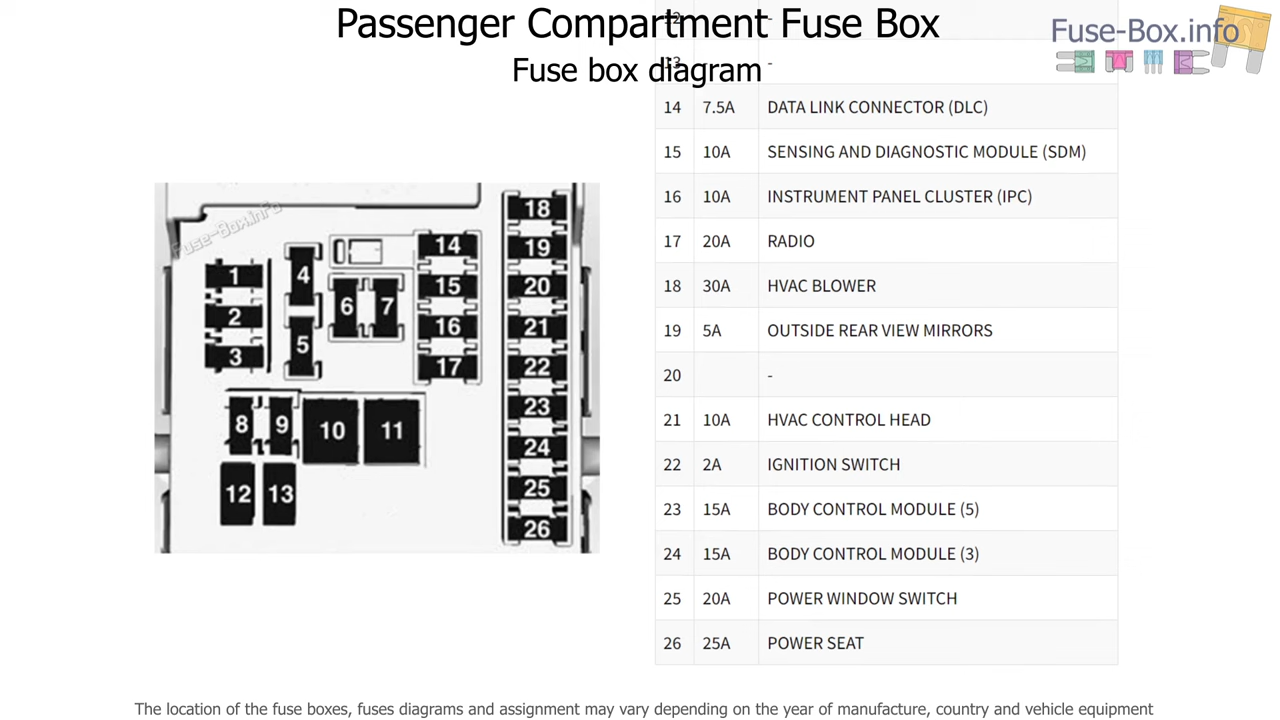 Passenger Compartment Fuse Box
Fuse box diagram
Fuse-Box.info
12 -
13 - -
14 7.5A DATA LINK CONNECTOR (DLC)
15 10A SENSING AND DIAGNOSTIC MODULE (SDM)
16 10A INSTRUMENT PANEL CLUSTER (IPC)
17 20A RADIO
18 30A HVAC BLOWER
19 5A OUTSIDE REAR VIEW MIRRORS
20 -
21 10A HVAC CONTROL HEAD
22 2A IGNITION SWITCH
23 15A BODY CONTROL MODULE (5)
24 15A BODY CONTROL MODULE (3)
25 20A POWER WINDOW SWITCH
26 25A POWER SEAT
Fuse-Box.info
1
2
3
4
5
6 7
8 9 10 11
12 13
14
15
16
17
18
19
20
21
22
23
24
25
26
The location of the fuse boxes, fuses diagrams and assignment may vary depending on the year of manufacture, country and vehicle equipment